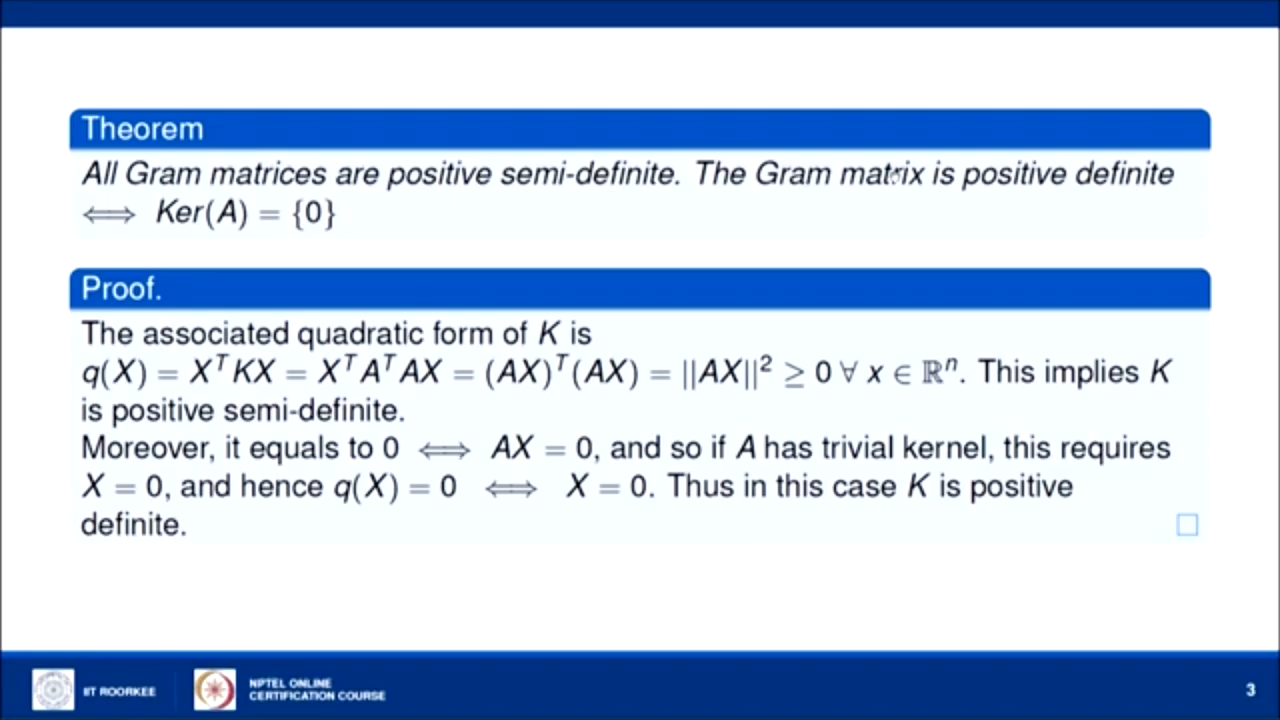 Theorem
All Gram matrices are positive semi-definite. The Gram matrix is positive definite
⟺ Ker(A) = {0}
Proof.
The associated quadratic form of K is
q(X) = XᵀKX = XᵀAᵀAX = (AX)ᵀ(AX) = ||AX||² ≥ 0 ∀ x ∈ ℝⁿ. This implies K
is positive semi-definite.
Moreover, it equals to 0 ⟺ AX = 0, and so if A has trivial kernel, this requires
X = 0, and hence q(X) = 0 ⟺ X = 0. Thus in this case K is positive
definite.
IIT ROORKEE
NPTEL ONLINE
CERTIFICATION COURSE
3